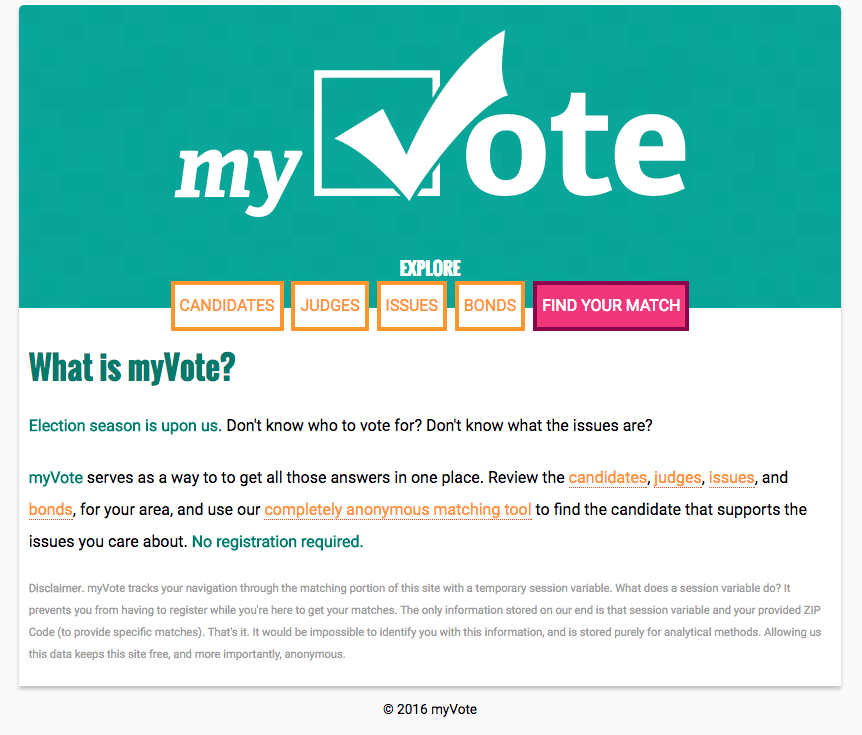 my Vote
EXPLORE
CANDIDATES JUDGES ISSUES BONDS FIND YOUR MATCH
What is myVote?
Election season is upon us. Don't know who to vote for? Don't know what the issues are?
myVote serves as a way to to get all those answers in one place. Review the candidates, judges, issues, and
bonds, for your area, and use our completely anonymous matching tool to find the candidate that supports the
issues you care about. No registration required.
Disclaimer. myVote tracks your navigation through the matching portion of this site with a temporary session variable. What does a session variable do? It
prevents you from having to register while you're here to get your matches. The only information stored on our end is that session variable and your provided ZIP
Code (to provide specific matches). That's it. It would be impossible to identify you with this information, and is stored purely for analytical methods. Allowing us
this data keeps this site free, and more importantly, anonymous.
© 2016 myVote